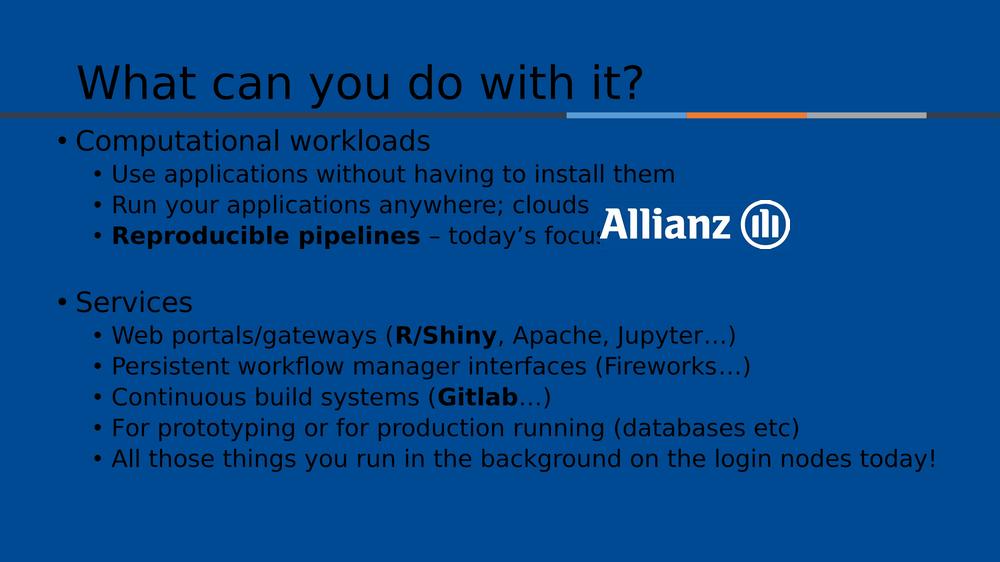 What can you do with it?
• Computational workloads
• Use applications without having to install them
• Run your applications anywhere; clouds
• Reproducible pipelines – today’s focus
Allianz
• Services
• Web portals/gateways (R/Shiny, Apache, Jupyter…)
• Persistent workflow manager interfaces (Fireworks…)
• Continuous build systems (Gitlab…)
• For prototyping or for production running (databases etc)
• All those things you run in the background on the login nodes today!